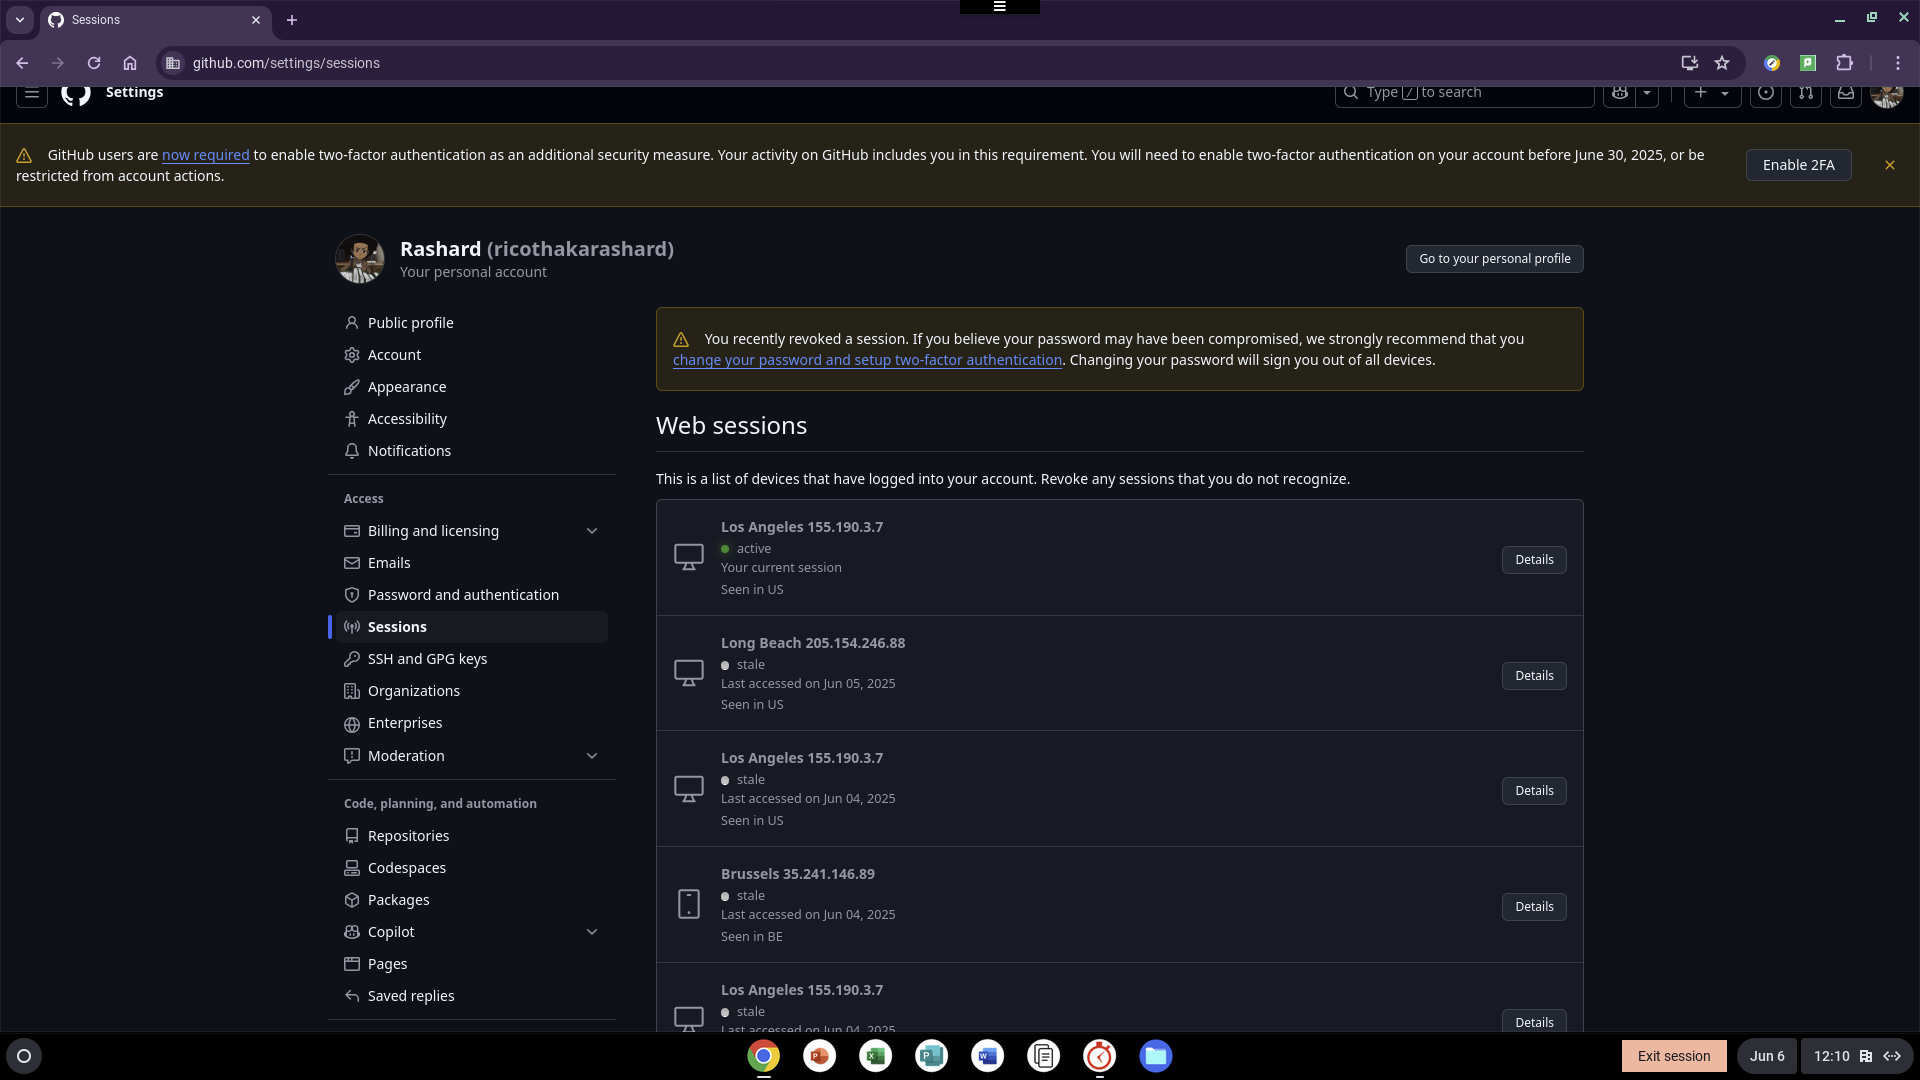 Sessions
github.com/settings/sessions
Settings
Type / to search
GitHub users are now required to enable two-factor authentication as an additional security measure. Your activity on GitHub includes you in this requirement. You will need to enable two-factor authentication on your account before June 30, 2025, or be
restricted from account actions.
Enable 2FA
Rashard (ricothakarashard)
Your personal account
Go to your personal profile
Public profile
Account
Appearance
Accessibility
Notifications
Access
Billing and licensing
Emails
Password and authentication
Sessions
SSH and GPG keys
Organizations
Enterprises
Moderation
Code, planning, and automation
Repositories
Codespaces
Packages
Copilot
Pages
Saved replies
You recently revoked a session. If you believe your password may have been compromised, we strongly recommend that you
change your password and setup two-factor authentication. Changing your password will sign you out of all devices.
Web sessions
This is a list of devices that have logged into your account. Revoke any sessions that you do not recognize.
Los Angeles 155.190.3.7
active
Your current session
Seen in US
Details
Long Beach 205.154.246.88
stale
Last accessed on Jun 05, 2025
Seen in US
Details
Los Angeles 155.190.3.7
stale
Last accessed on Jun 04, 2025
Seen in US
Details
Brussels 35.241.146.89
stale
Last accessed on Jun 04, 2025
Seen in BE
Details
Los Angeles 155.190.3.7
stale
Last accessed on Jun 04, 2025
Details
Exit session
Jun 6
12:10